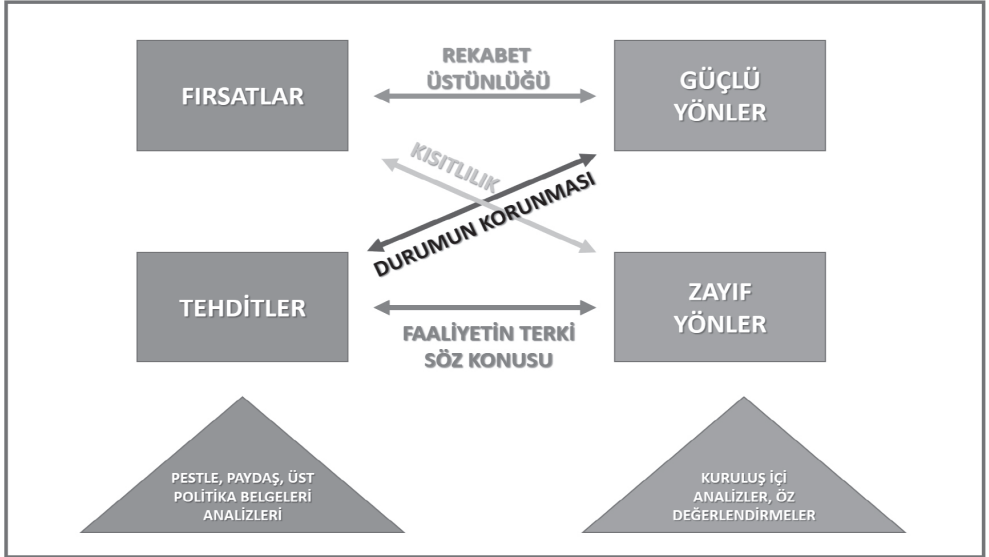 FIRSATLAR
REKABET
ÜSTÜNLÜĞÜ
GÜÇLÜ
YÖNLER
KISITLILIK
DURUMUN KORUNMASI
TEHDİTLER
FAALİYETİN TERKİ
SÖZ KONUSU
ZAYIF
YÖNLER
PESTLE, PAYDAŞ, ÜST
POLİTİKA BELGELERİ
ANALİZLERİ
KURULUŞ İÇİ
ANALİZLER, ÖZ
DEĞERLENDİRMELER